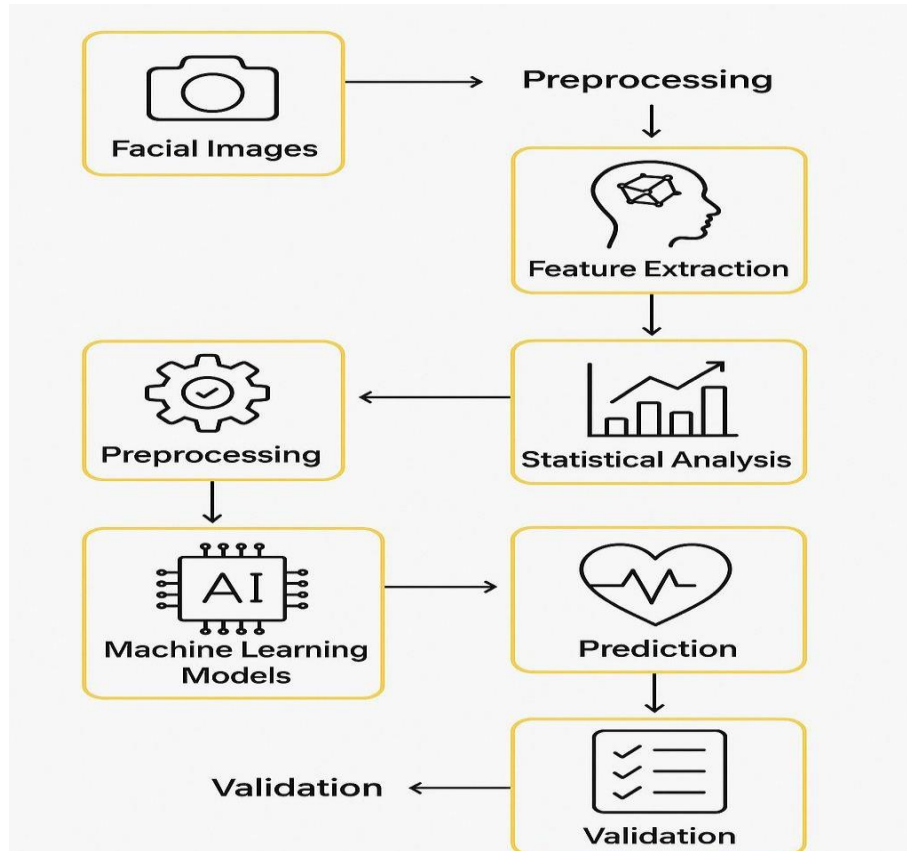 Facial Images
Preprocessing
Feature Extraction
Statistical Analysis
Preprocessing
AI
Machine Learning
Models
Prediction
Validation
Validation